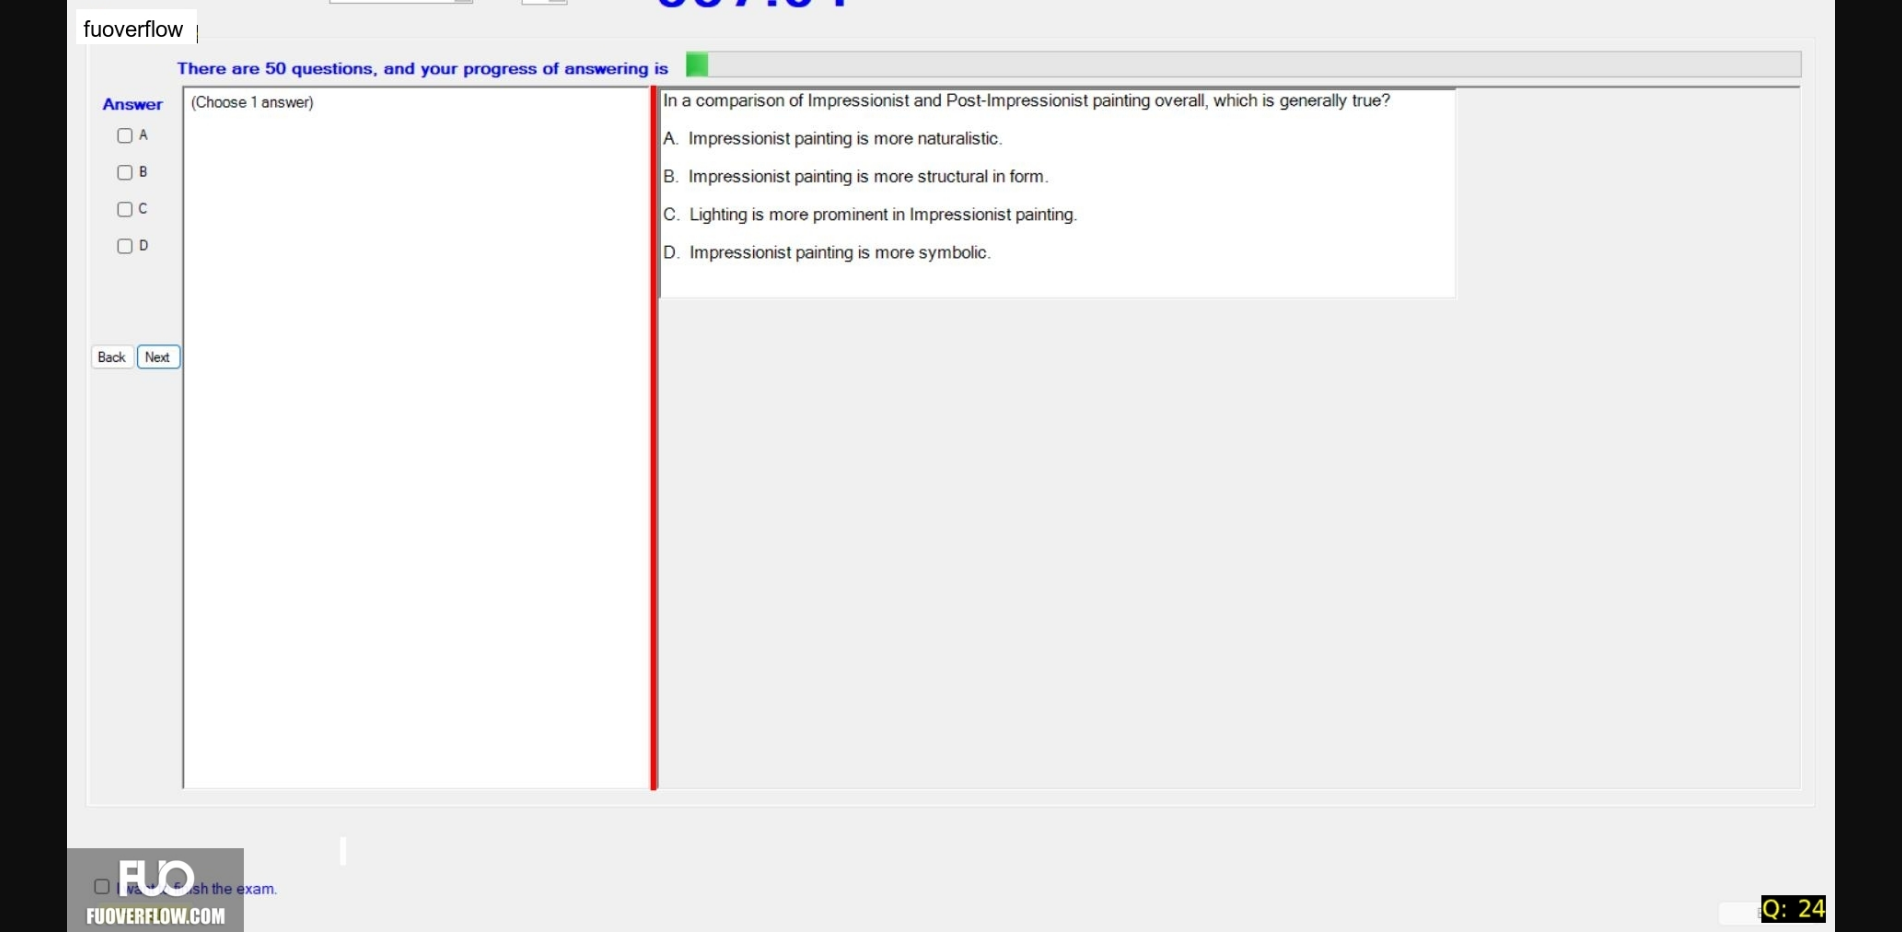 fuoverflow
There are 50 questions, and your progress of answering is
Answer
(Choose 1 answer)
A
B
C
D
Back
Next
In a comparison of Impressionist and Post-Impressionist painting overall, which is generally true?
A. Impressionist painting is more naturalistic.
B. Impressionist painting is more structural in form.
C. Lighting is more prominent in Impressionist painting.
D. Impressionist painting is more symbolic.
FUO
sh the exam.
FUOVERFLOW.COM
Q: 24